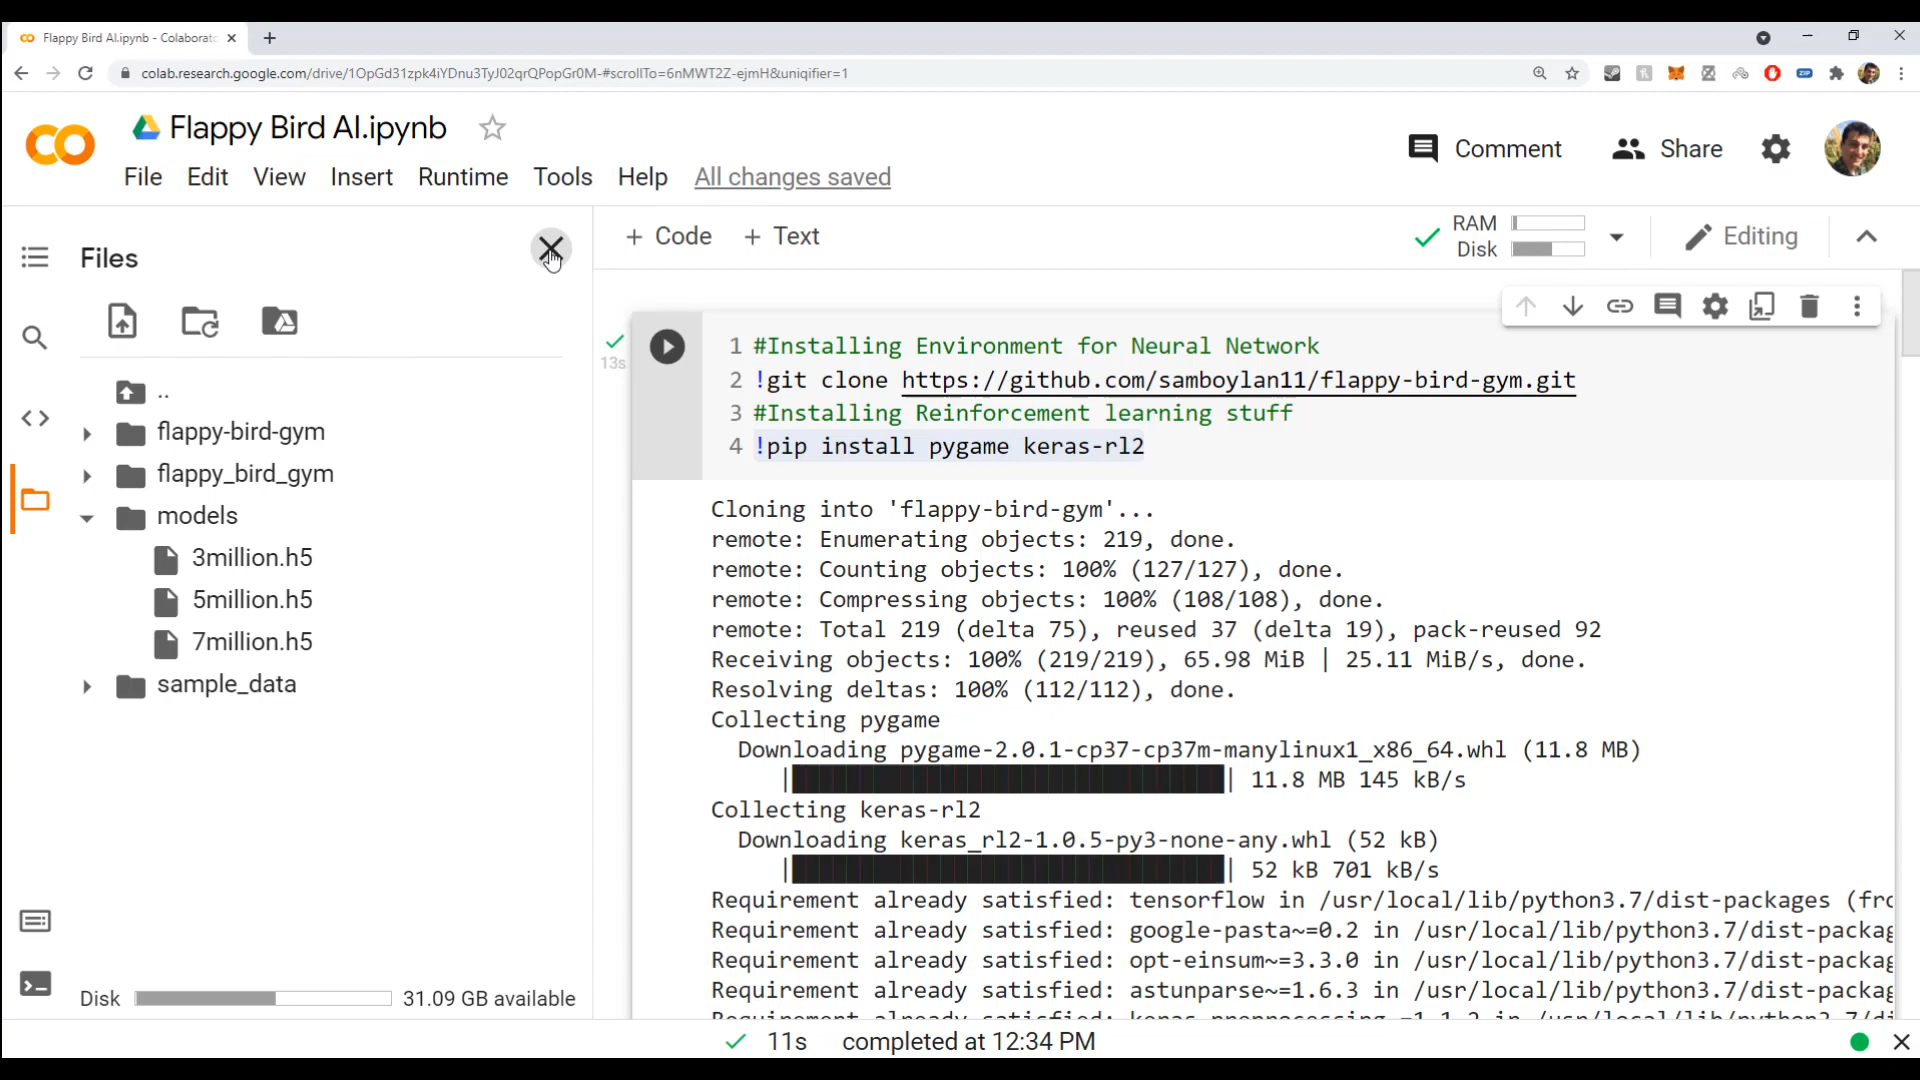 Flappy Bird AI.ipynb - Colaborat
colab.research.google.com/drive/1OpGd31zpk4iYDnu3TyJ02qrQPopGr0M-#scrollTo=6nMWT2Z-ejmH&uniqifier=1
ZIP
CO
Flappy Bird AI.ipynb
File Edit View Insert Runtime Tools Help All changes saved
Comment
Share
Files
+ Code + Text
RAM
Disk
Editing
..
flappy-bird-gym
flappy_bird_gym
models
3million.h5
5million.h5
7million.h5
sample_data
Disk 31.09 GB available
13s
1 #Installing Environment for Neural Network
2 !git clone https://github.com/samboylan11/flappy-bird-gym.git
3 #Installing Reinforcement learning stuff
4 !pip install pygame keras-rl2
Cloning into 'flappy-bird-gym'...
remote: Enumerating objects: 219, done.
remote: Counting objects: 100% (127/127), done.
remote: Compressing objects: 100% (108/108), done.
remote: Total 219 (delta 75), reused 37 (delta 19), pack-reused 92
Receiving objects: 100% (219/219), 65.98 MiB | 25.11 MiB/s, done.
Resolving deltas: 100% (112/112), done.
Collecting pygame
Downloading pygame-2.0.1-cp37-cp37m-manylinux1_x86_64.whl (11.8 MB)
| | 11.8 MB 145 kB/s
Collecting keras-rl2
Downloading keras_rl2-1.0.5-py3-none-any.whl (52 kB)
| | 52 kB 701 kB/s
Requirement already satisfied: tensorflow in /usr/local/lib/python3.7/dist-packages (frc
Requirement already satisfied: google-pasta~=0.2 in /usr/local/lib/python3.7/dist-packag
Requirement already satisfied: opt-einsum~=3.3.0 in /usr/local/lib/python3.7/dist-packag
Requirement already satisfied: astunparse~=1.6.3 in /usr/local/lib/python3.7/dist-packag
11s completed at 12:34 PM